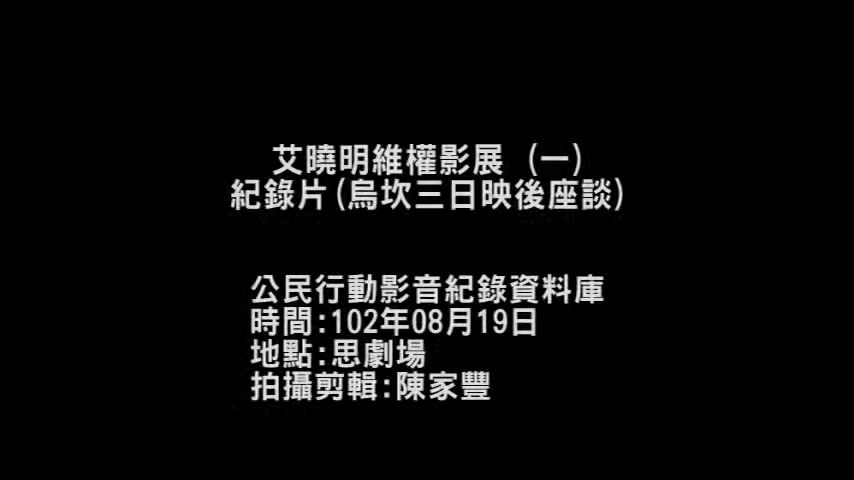 艾曉明維權影展 (一)
紀錄片(烏坎三日映後座談)
公民行動影音紀錄資料庫
時間:102年08月19日
地點:思劇場
拍攝剪輯:陳家豐